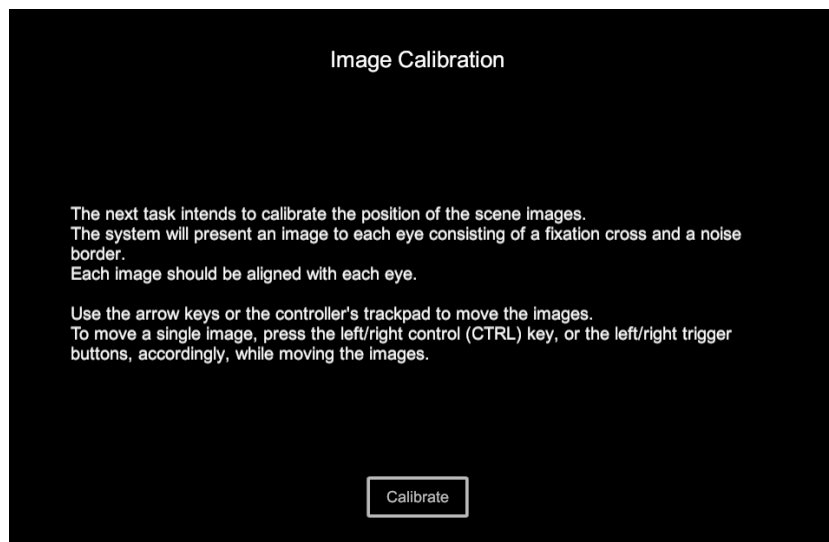 Image Calibration
The next task intends to calibrate the position of the scene images.
The system will present an image to each eye consisting of a fixation cross and a noise
border.
Each image should be aligned with each eye.
Use the arrow keys or the controller's trackpad to move the images.
To move a single image, press the left/right control (CTRL) key, or the left/right trigger
buttons, accordingly, while moving the images.
Calibrate